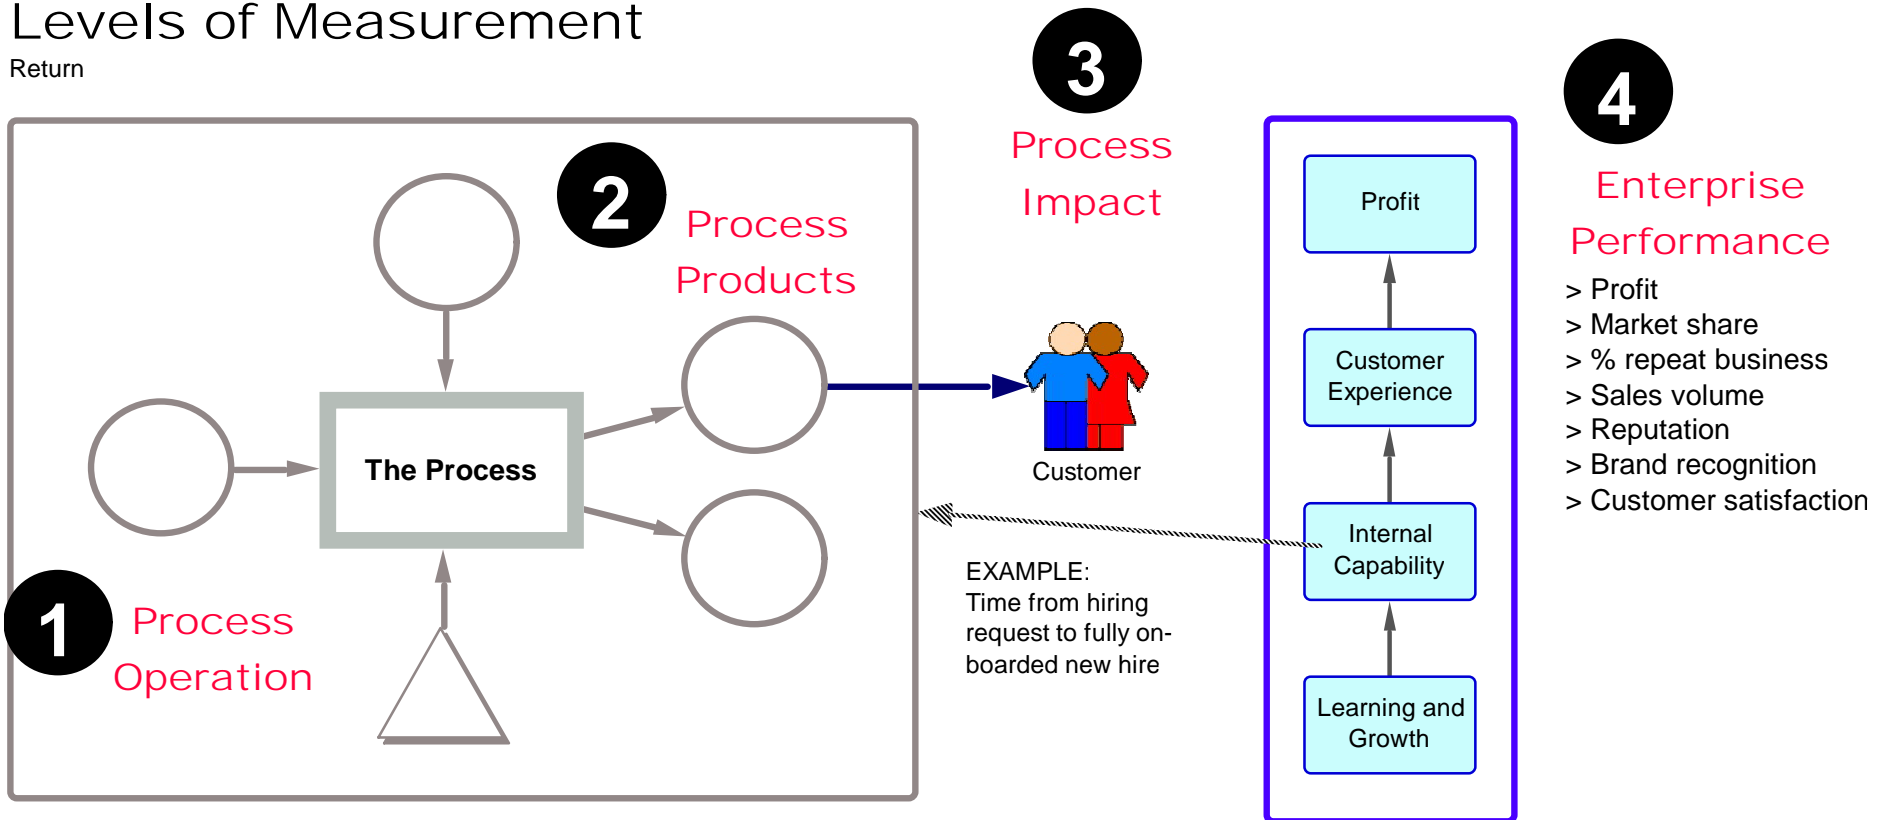 Levels of Measurement
Return
1
Process
Operation
2
Process
Products
The Process
3
Process
Impact
Customer
EXAMPLE:
Time from hiring
request to fully on-
boarded new hire
Profit
Customer
Experience
Internal
Capability
Learning and
Growth
4
Enterprise
Performance
> Profit
> Market share
> % repeat business
> Sales volume
> Reputation
> Brand recognition
> Customer satisfaction